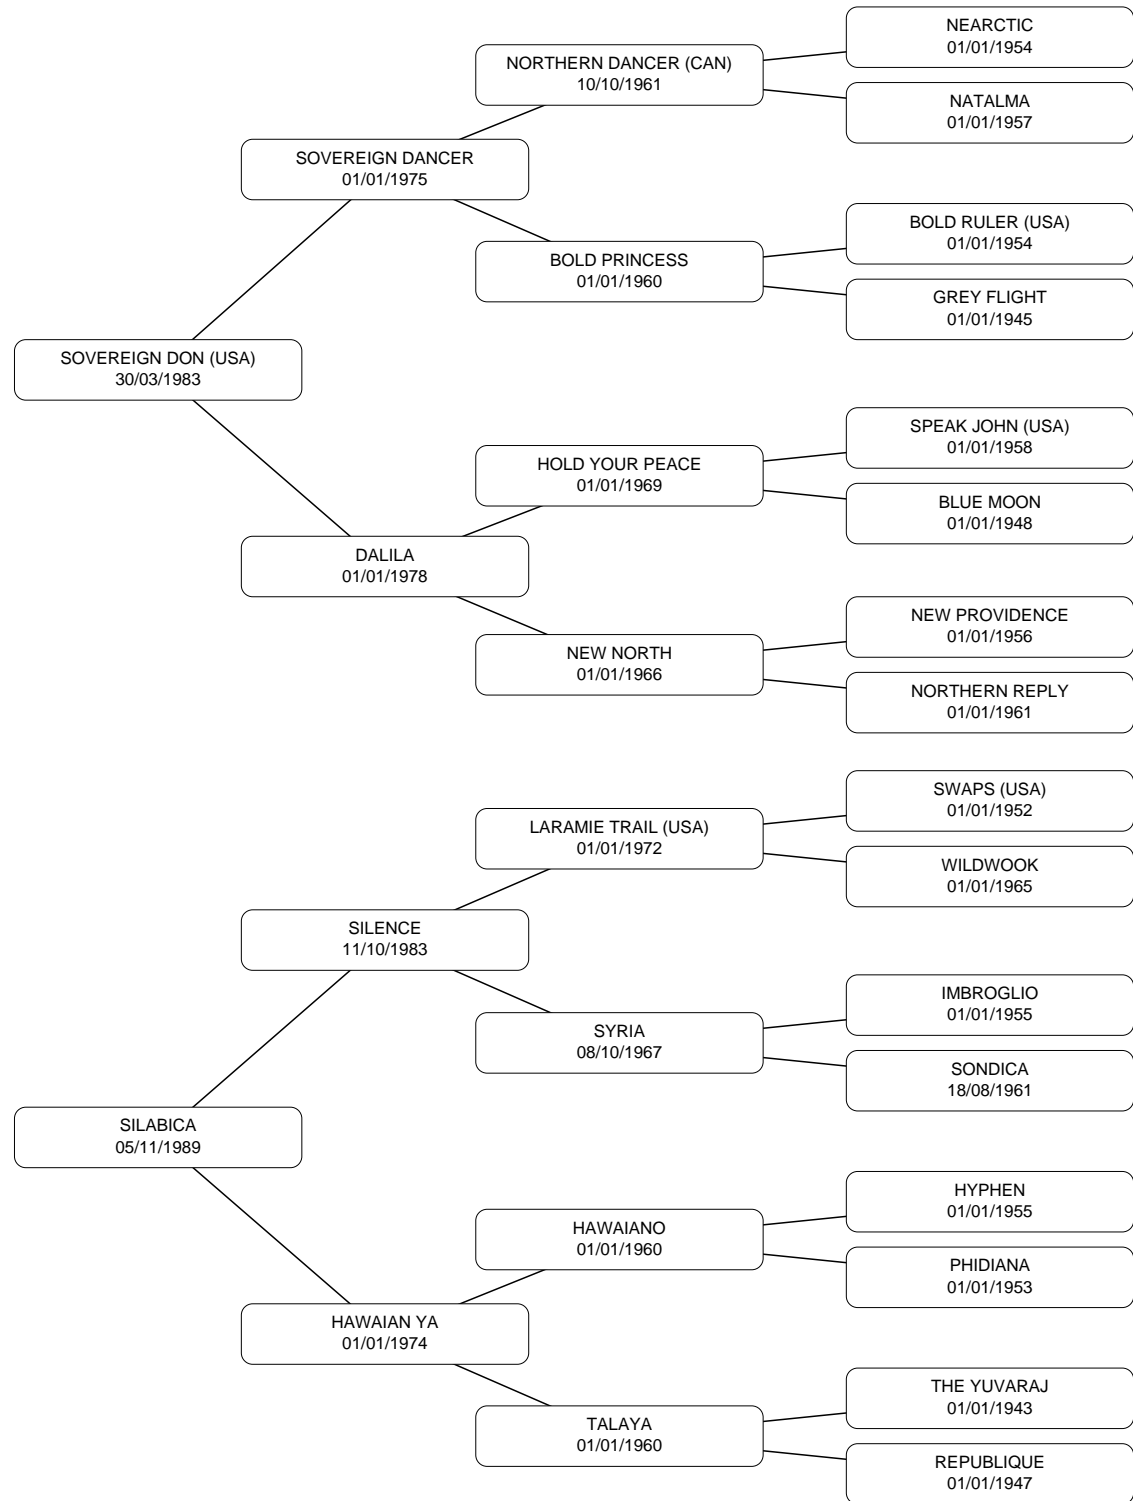 NEARCTIC
01/01/1954
NORTHERN DANCER (CAN)
10/10/1961
NATALMA
01/01/1957
SOVEREIGN DANCER
01/01/1975
BOLD RULER (USA)
01/01/1954
BOLD PRINCESS
01/01/1960
GREY FLIGHT
01/01/1945
SOVEREIGN DON (USA)
30/03/1983
SPEAK JOHN (USA)
01/01/1958
HOLD YOUR PEACE
01/01/1969
BLUE MOON
01/01/1948
DALILA
01/01/1978
NEW PROVIDENCE
01/01/1956
NEW NORTH
01/01/1966
NORTHERN REPLY
01/01/1961
SWAPS (USA)
01/01/1952
LARAMIE TRAIL (USA)
01/01/1972
WILDWOOK
01/01/1965
SILENCE
11/10/1983
IMBROGLIO
01/01/1955
SYRIA
08/10/1967
SONDICA
18/08/1961
SILABICA
05/11/1989
HYPHEN
01/01/1955
HAWAIANO
01/01/1960
PHIDIANA
01/01/1953
HAWAIAN YA
01/01/1974
THE YUVARAJ
01/01/1943
TALAYA
01/01/1960
REPUBLIQUE
01/01/1947